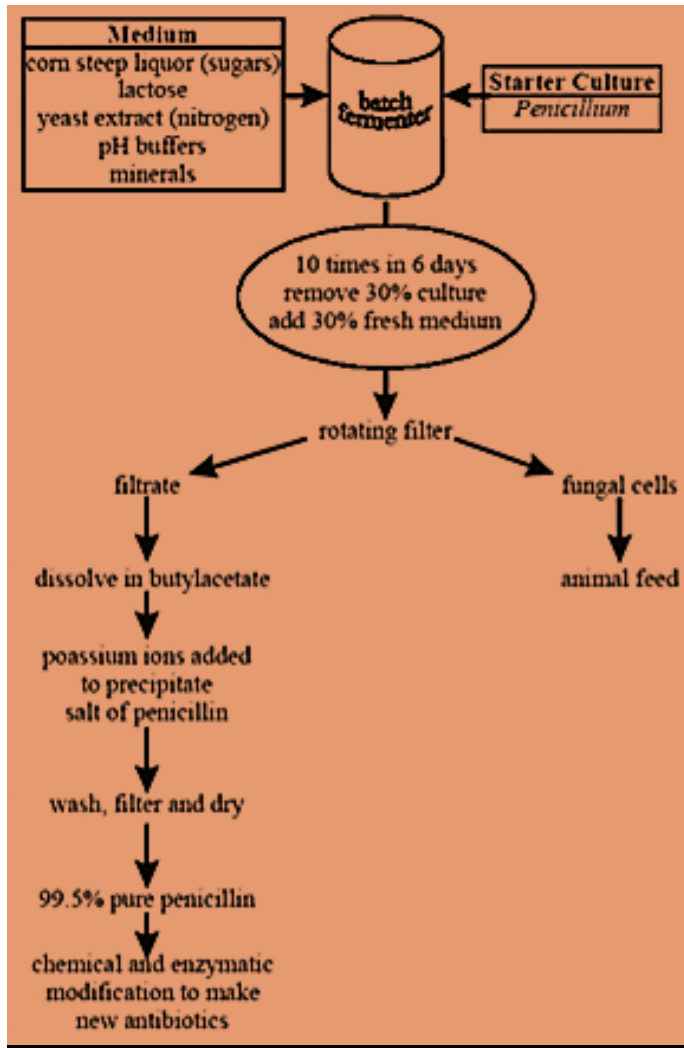 Medium
corn steep liquor (sugars)
lactose
yeast extract (nitrogen)
pH buffers
minerals
batch
fermenter
Starter Culture
Penicillium
10 times in 6 days
remove 30% culture
add 30% fresh medium
rotating filter
filtrate
fungal cells
dissolve in butylacetate
animal feed
poassium ions added
to precipitate
salt of penicillin
wash, filter and dry
99.5% pure penicillin
chemical and enzymatic
modification to make
new antibiotics